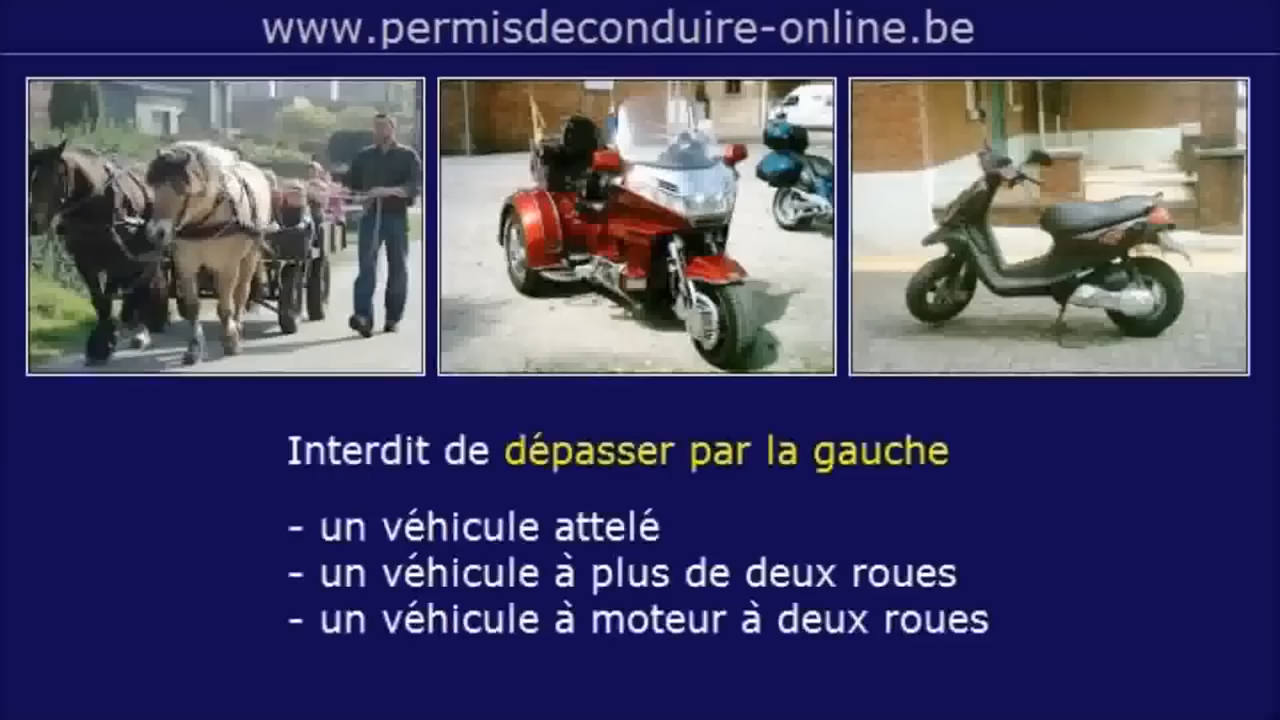 www.permisdeconduire-online.be
Interdit de dépasser par la gauche
- un véhicule attelé
- un véhicule à plus de deux roues
- un véhicule à moteur à deux roues